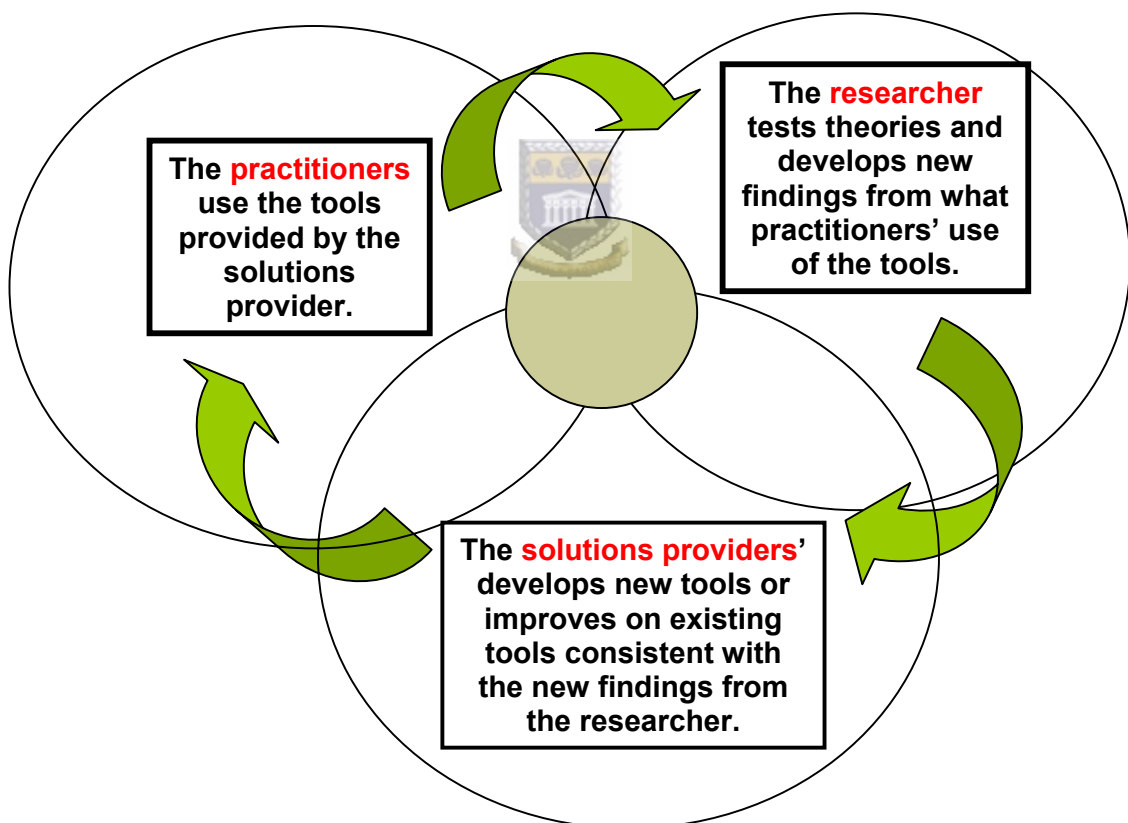 The practitioners
use the tools
provided by the
solutions
provider.
The researcher
tests theories and
develops new
findings from what
practitioners’ use
of the tools.
The solutions providers’
develops new tools or
improves on existing
tools consistent with
the new findings from
the researcher.